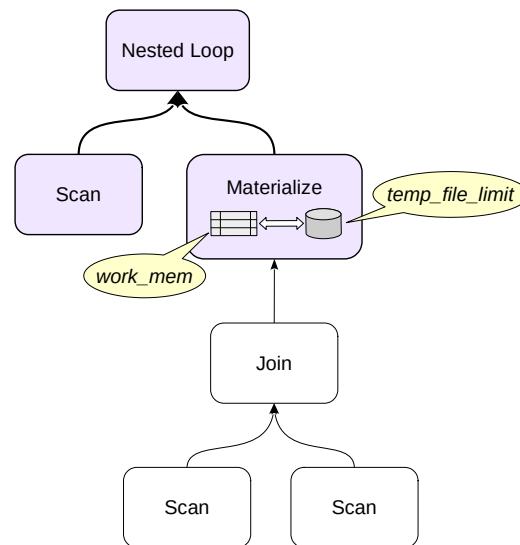 Nested Loop
Scan
Materialize
temp_file_limit
work_mem
Join
Scan
Scan